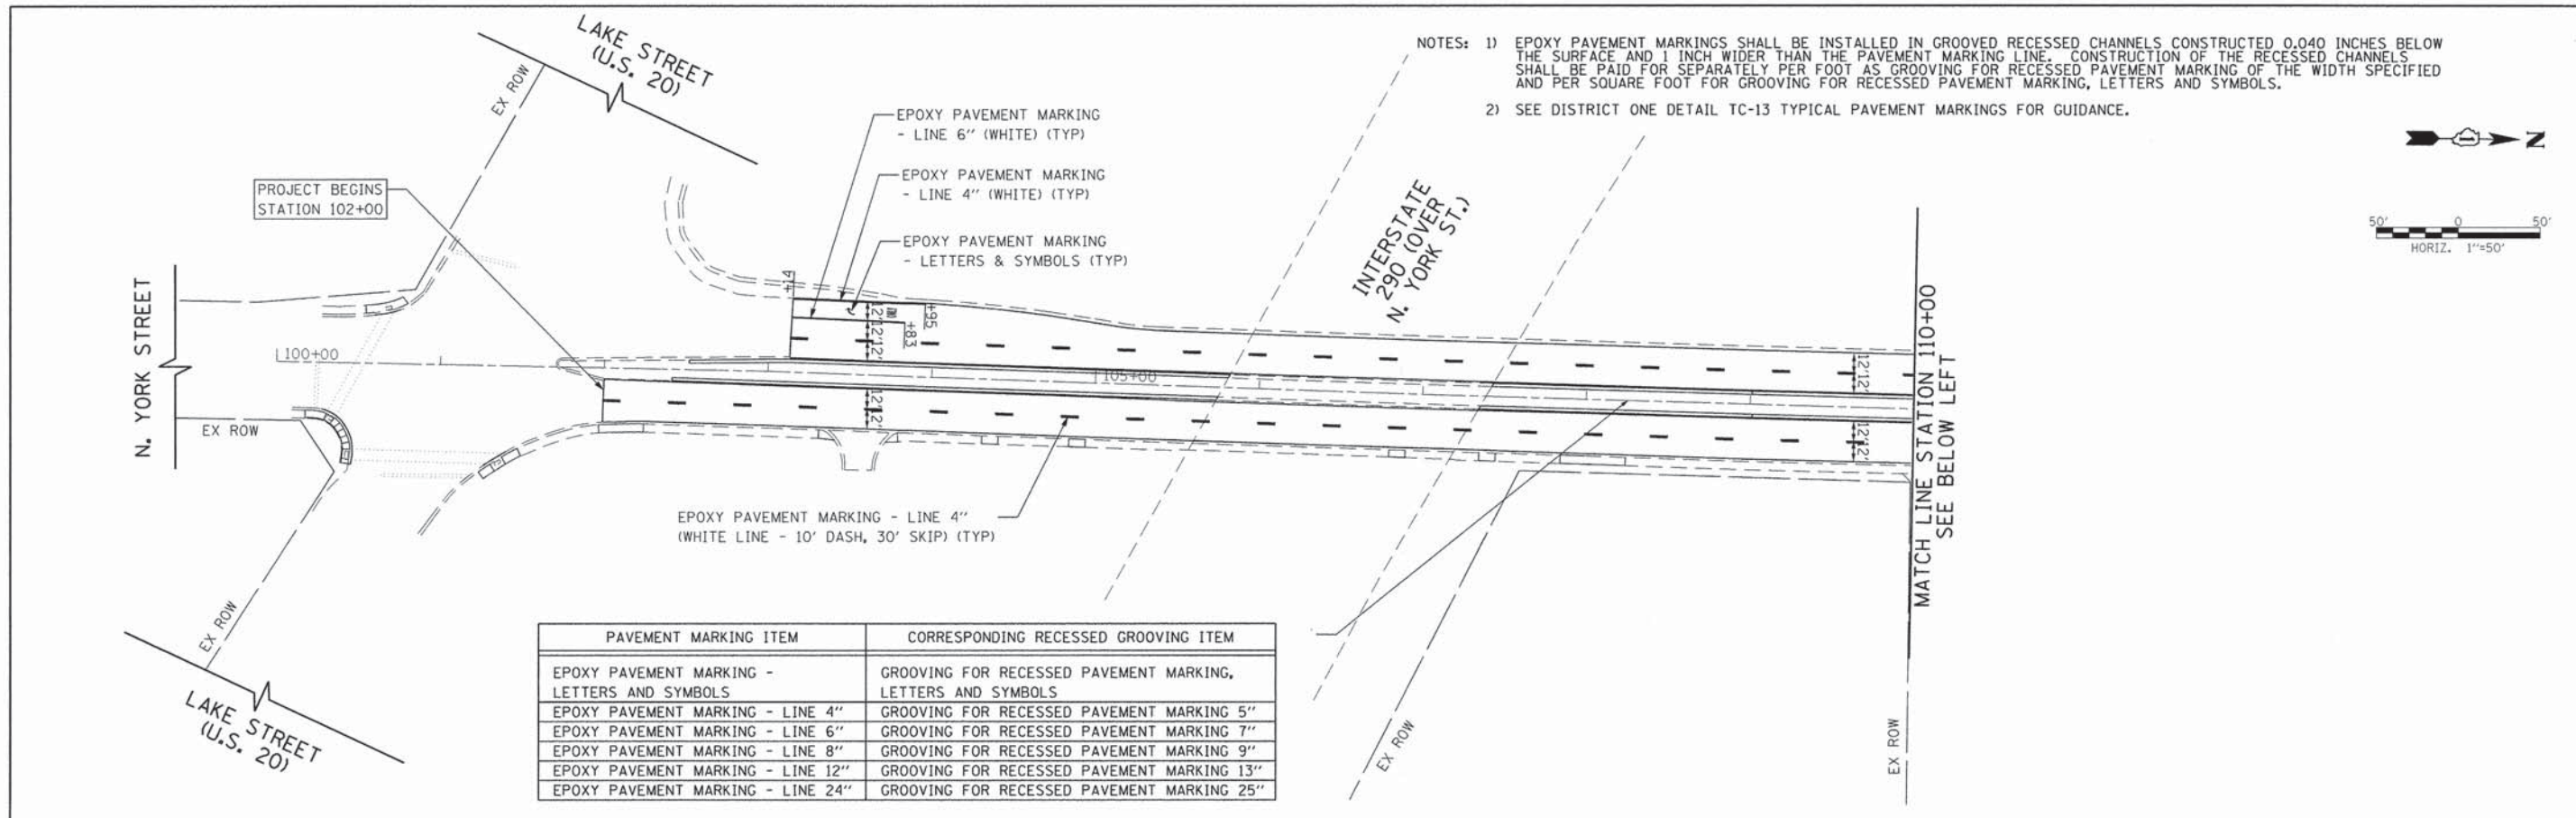 LAKE STREET
(U.S. 20)
EX ROW
NOTES: 1) EPOXY PAVEMENT MARKINGS SHALL BE INSTALLED IN GROOVED RECESSED CHANNELS CONSTRUCTED 0.040 INCHES BELOW
THE SURFACE AND 1 INCH WIDER THAN THE PAVEMENT MARKING LINE. CONSTRUCTION OF THE RECESSED CHANNELS
SHALL BE PAID FOR SEPARATELY PER FOOT AS GROOVING FOR RECESSED PAVEMENT MARKING OF THE WIDTH SPECIFIED
AND PER SQUARE FOOT FOR GROOVING FOR RECESSED PAVEMENT MARKING, LETTERS AND SYMBOLS.
2) SEE DISTRICT ONE DETAIL TC-13 TYPICAL PAVEMENT MARKINGS FOR GUIDANCE.
N
50' 0 50'
HORIZ. 1"=50'
EPOXY PAVEMENT MARKING
- LINE 6" (WHITE) (TYP)
EPOXY PAVEMENT MARKING
- LINE 4" (WHITE) (TYP)
EPOXY PAVEMENT MARKING
- LETTERS & SYMBOLS (TYP)
PROJECT BEGINS
STATION 102+00
INTERSTATE
290 (OVER
N. YORK ST.)
N. YORK STREET
100+00
+14
12'12'12'
+83
+95
105+00
12'12'
12'12'
12'12'
EX ROW
MATCH LINE STATION 110+00
SEE BELOW LEFT
EPOXY PAVEMENT MARKING - LINE 4"
(WHITE LINE - 10' DASH, 30' SKIP) (TYP)
EX ROW
LAKE STREET
(U.S. 20)
PAVEMENT MARKING ITEM CORRESPONDING RECESSED GROOVING ITEM
EPOXY PAVEMENT MARKING - GROOVING FOR RECESSED PAVEMENT MARKING,
LETTERS AND SYMBOLS LETTERS AND SYMBOLS
EPOXY PAVEMENT MARKING - LINE 4" GROOVING FOR RECESSED PAVEMENT MARKING 5"
EPOXY PAVEMENT MARKING - LINE 6" GROOVING FOR RECESSED PAVEMENT MARKING 7"
EPOXY PAVEMENT MARKING - LINE 8" GROOVING FOR RECESSED PAVEMENT MARKING 9"
EPOXY PAVEMENT MARKING - LINE 12" GROOVING FOR RECESSED PAVEMENT MARKING 13"
EPOXY PAVEMENT MARKING - LINE 24" GROOVING FOR RECESSED PAVEMENT MARKING 25"
EX ROW
EX ROW